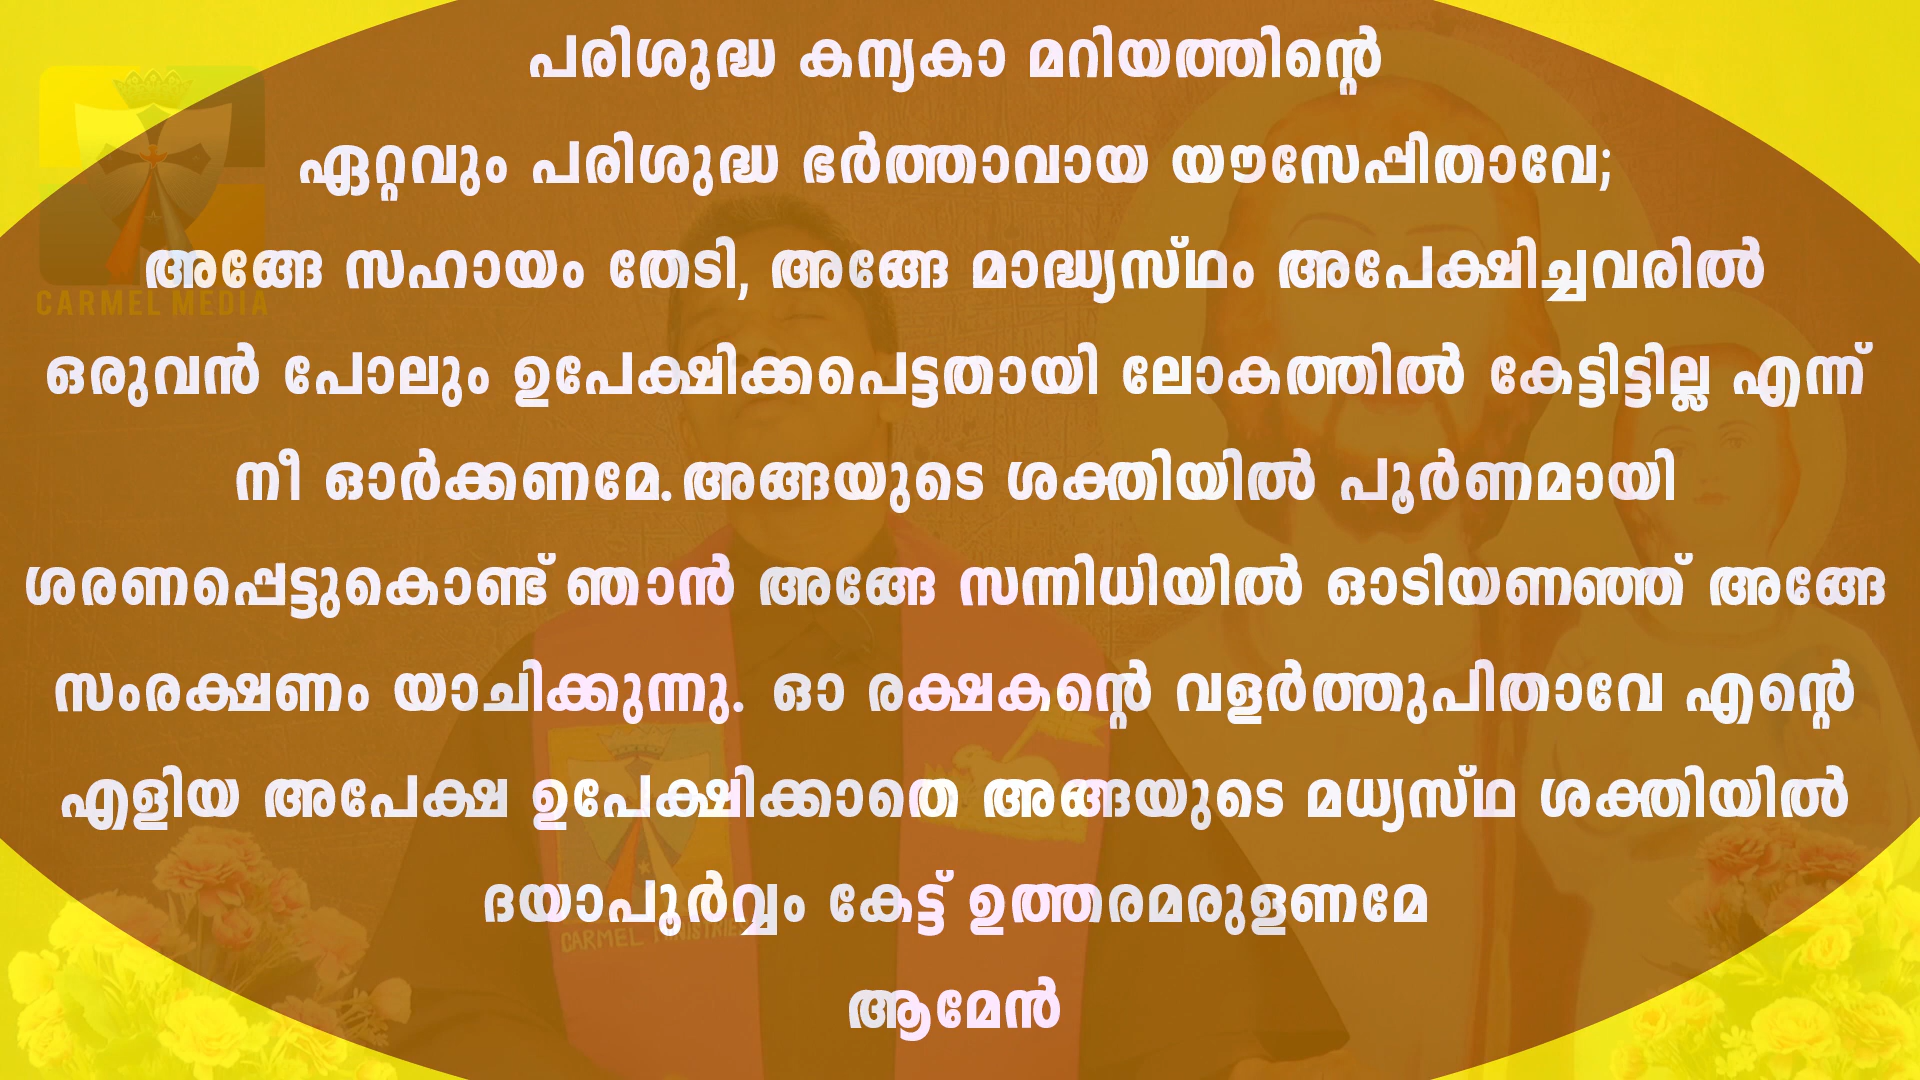 പരിശുദ്ധ കന്യകാ മറിയത്തിന്റെ
ഏറ്റവും പരിശുദ്ധ ഭർത്താവായ യൗസേപ്പിതാവേ;
അങ്ങേ സഹായം തേടി, അങ്ങേ മാദ്ധ്യസ്ഥം അപേക്ഷിച്ചവരിൽ
ഒരുവൻ പോലും ഉപേക്ഷിക്കപെട്ടതായി ലോകത്തിൽ കേട്ടിട്ടില്ല എന്ന്
നീ ഓർക്കണമേ. അങ്ങയുടെ ശക്തിയിൽ പൂർണമായി
ശരണപ്പെട്ടുകൊണ്ട് ഞാൻ അങ്ങേ സന്നിധിയിൽ ഓടിയണഞ്ഞ് അങ്ങേ
സംരക്ഷണം യാചിക്കുന്നു. ഓ രക്ഷകന്റെ വളർത്തുപിതാവേ എന്റെ
എളിയ അപേക്ഷ ഉപേക്ഷിക്കാതെ അങ്ങയുടെ മധ്യസ്ഥ ശക്തിയിൽ
ദയാപൂർവ്വം കേട്ട് ഉത്തരമരുളണമേ
ആമേൻ
CARMEL MEDIA
CARMEL MINISTRIES